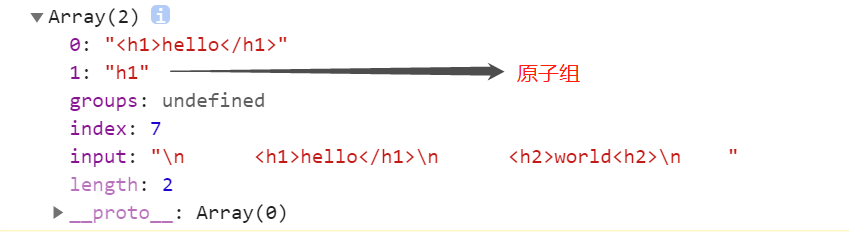 ▼Array(2) i
0: "<h1>hello</h1>"
1: "h1" 原子组
groups: undefined
index: 7
input: "\n      <h1>hello</h1>\n      <h2>world<h2>\n    "
length: 2
▶__proto__: Array(0)